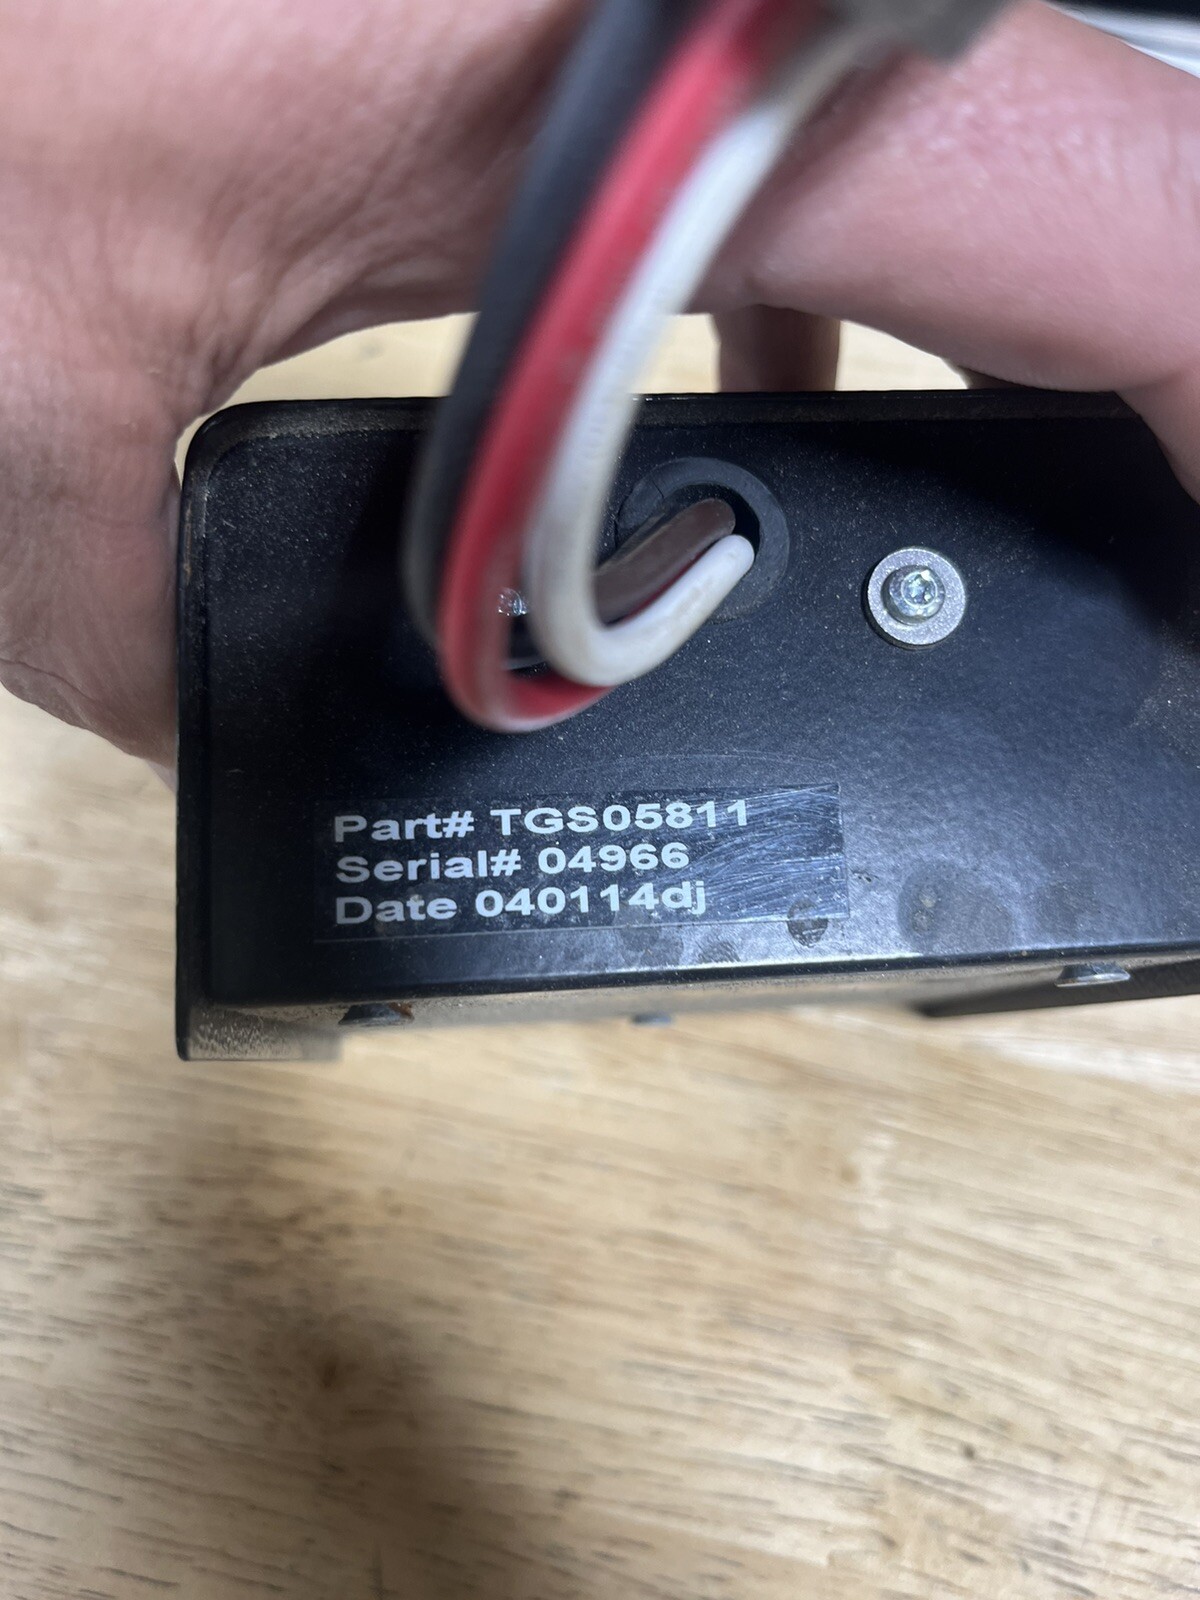 Part# TGS05811
Serial# 04966
Date 040114dj